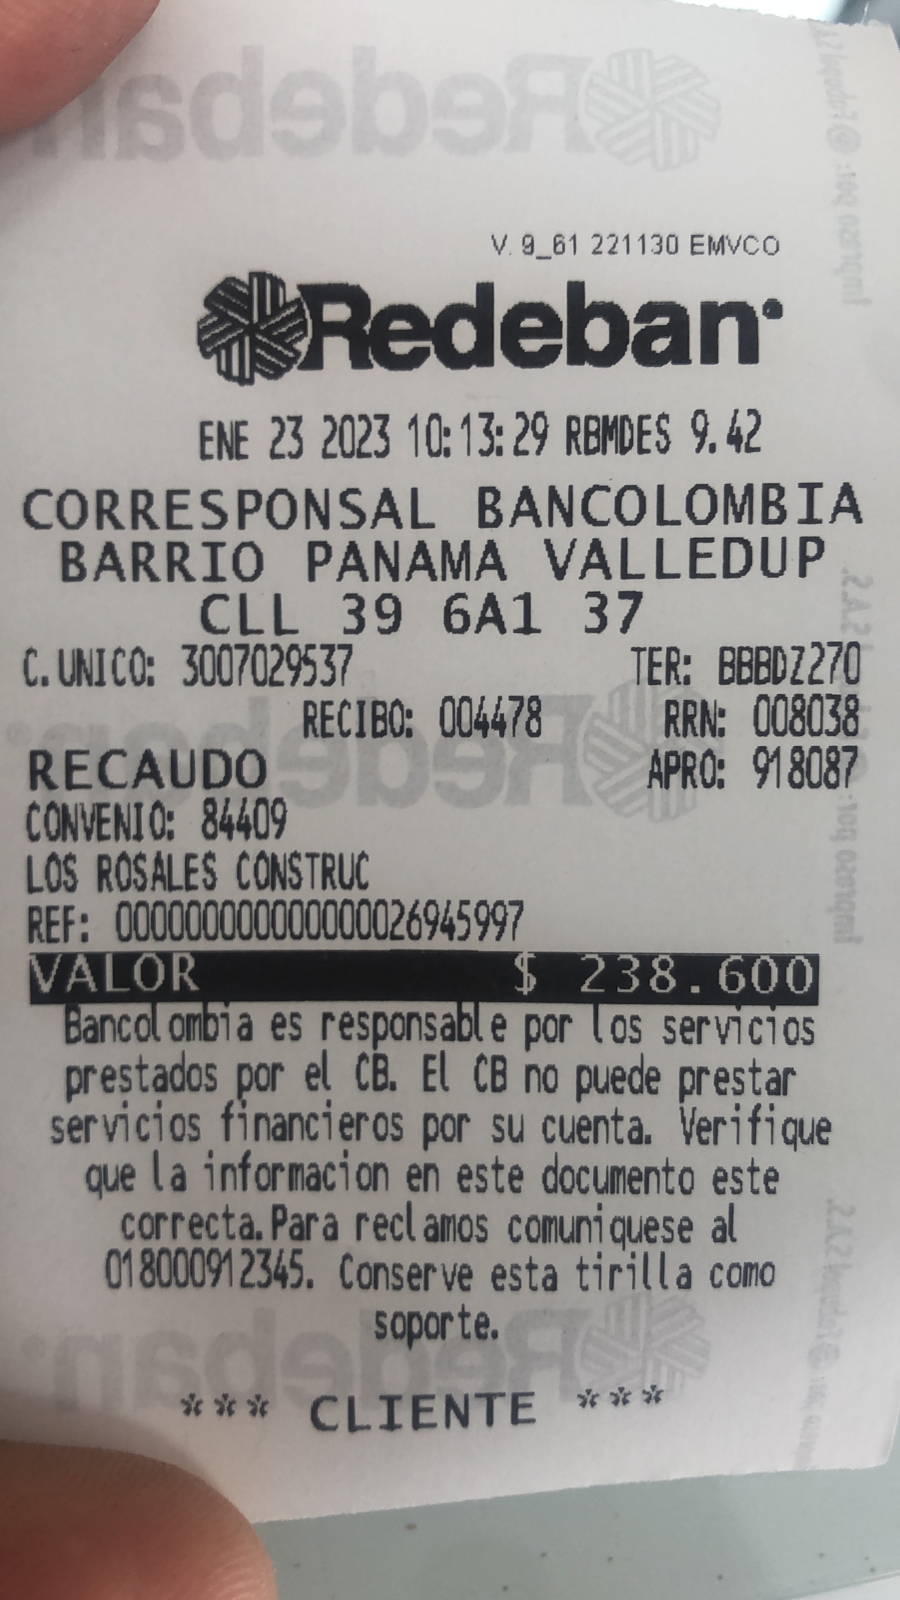 V. 9_61 221130 EMVCO
Redeban
ENE 23 2023 10:13:29 RBMDES 9.42
CORRESPONSAL BANCOLOMBIA
BARRIO PANAMA VALLEDUP
CLL 39 6A1 37
C.UNICO: 3007029537 TER: BBBDZ270
RECIBO: 004478 RRN: 008038
RECAUDO APRO: 918087
CONVENIO: 84409
LOS ROSALES CONSTRUC
REF: 000000000000000026945997
VALOR $ 238.600
Bancolombia es responsable por los servicios
prestados por el CB. El CB no puede prestar
servicios financieros por su cuenta. Verifique
que la informacion en este documento este
correcta.Para reclamos comuniquese al
018000912345. Conserve esta tirilla como
soporte.
*** CLIENTE ***